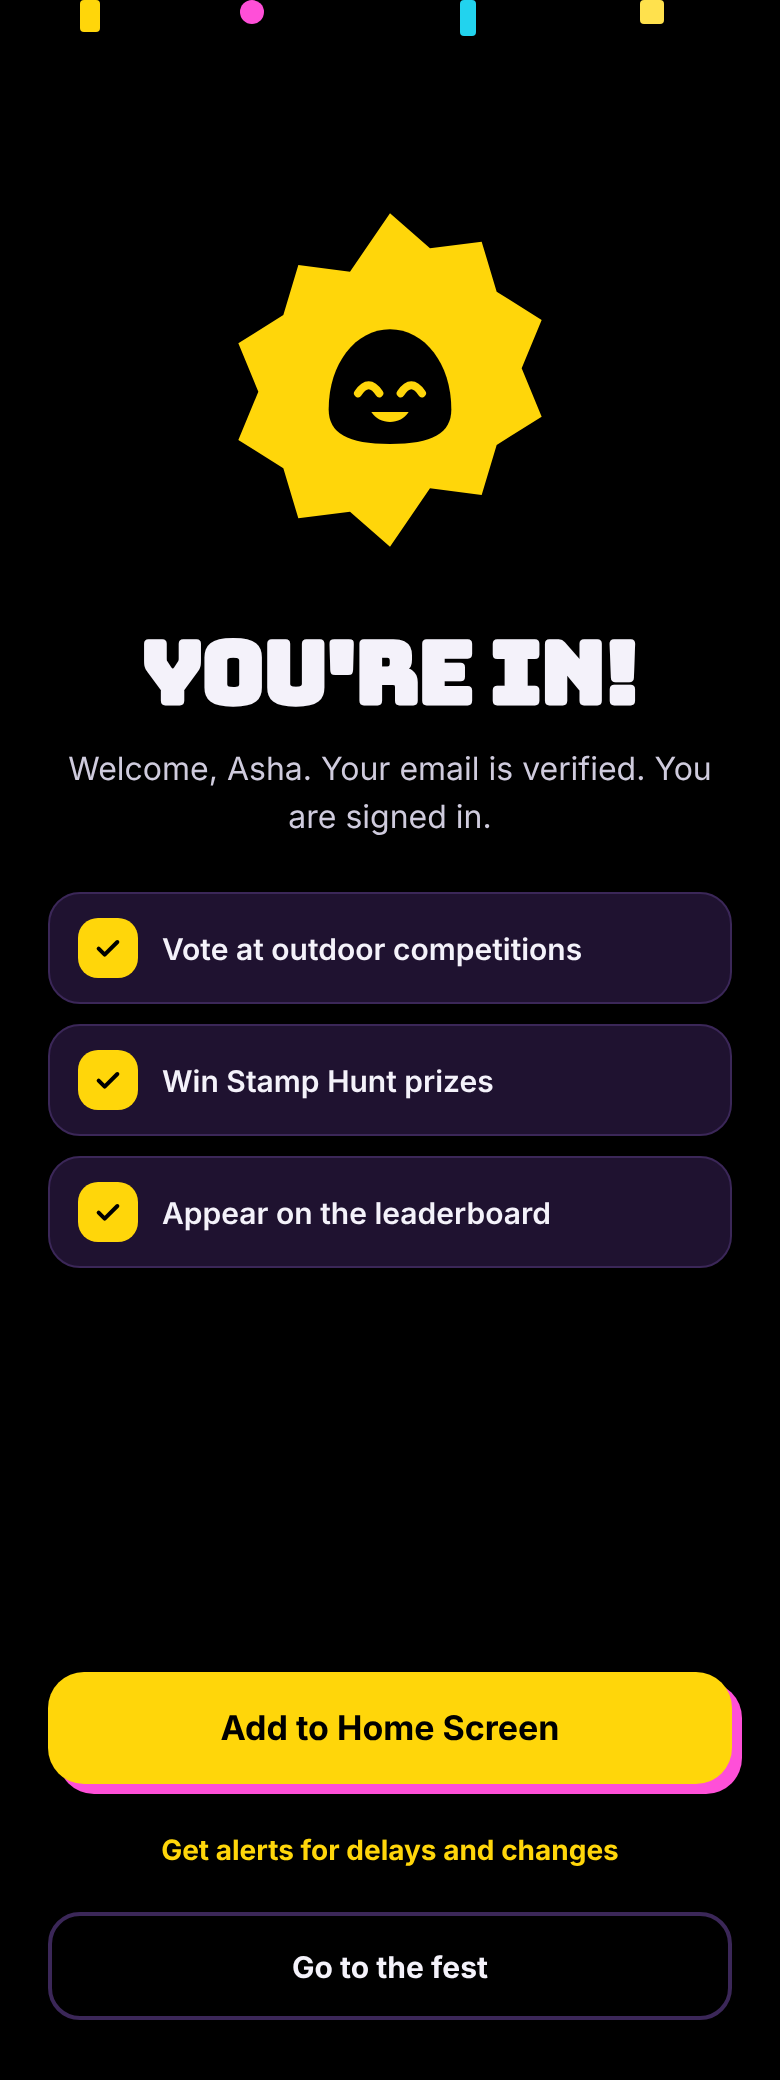 YOU'RE IN!
Welcome, Asha. Your email is verified. You
are signed in.
Vote at outdoor competitions
Win Stamp Hunt prizes
Appear on the leaderboard
Add to Home Screen
Get alerts for delays and changes
Go to the fest